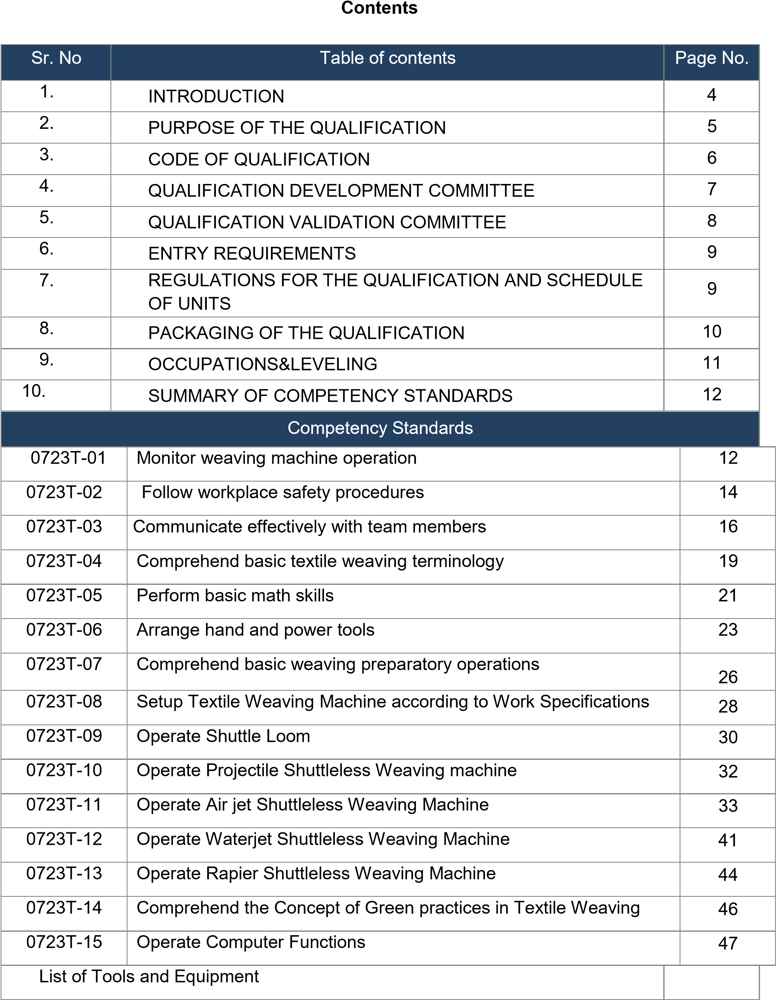 Contents
Sr. No Table of contents Page No.
1. INTRODUCTION 4
2. PURPOSE OF THE QUALIFICATION 5
3. CODE OF QUALIFICATION 6
4. QUALIFICATION DEVELOPMENT COMMITTEE 7
5. QUALIFICATION VALIDATION COMMITTEE 8
6. ENTRY REQUIREMENTS 9
7. REGULATIONS FOR THE QUALIFICATION AND SCHEDULE
OF UNITS 9
8. PACKAGING OF THE QUALIFICATION 10
9. OCCUPATIONS&LEVELING 11
10. SUMMARY OF COMPETENCY STANDARDS 12
Competency Standards
0723T-01 Monitor weaving machine operation 12
0723T-02 Follow workplace safety procedures 14
0723T-03 Communicate effectively with team members 16
0723T-04 Comprehend basic textile weaving terminology 19
0723T-05 Perform basic math skills 21
0723T-06 Arrange hand and power tools 23
0723T-07 Comprehend basic weaving preparatory operations 26
0723T-08 Setup Textile Weaving Machine according to Work Specifications 28
0723T-09 Operate Shuttle Loom 30
0723T-10 Operate Projectile Shuttleless Weaving machine 32
0723T-11 Operate Air jet Shuttleless Weaving Machine 33
0723T-12 Operate Waterjet Shuttleless Weaving Machine 41
0723T-13 Operate Rapier Shuttleless Weaving Machine 44
0723T-14 Comprehend the Concept of Green practices in Textile Weaving 46
0723T-15 Operate Computer Functions 47
List of Tools and Equipment